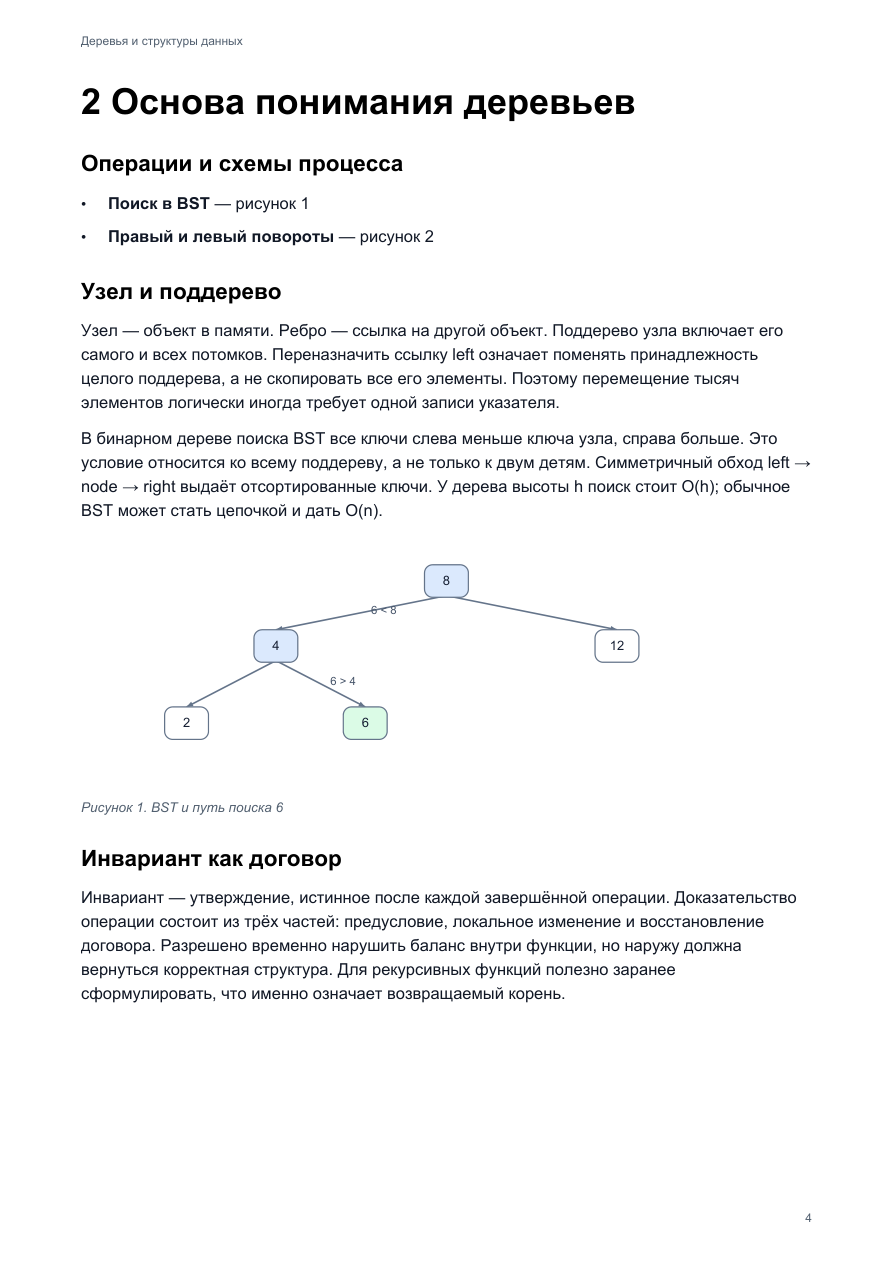 Деревья и структуры данных
2 Основа понимания деревьев
Операции и схемы процесса
• Поиск в BST — рисунок 1
• Правый и левый повороты — рисунок 2
Узел и поддерево
Узел — объект в памяти. Ребро — ссылка на другой объект. Поддерево узла включает его
самого и всех потомков. Переназначить ссылку left означает поменять принадлежность
целого поддерева, а не скопировать все его элементы. Поэтому перемещение тысяч
элементов логически иногда требует одной записи указателя.
В бинарном дереве поиска BST все ключи слева меньше ключа узла, справа больше. Это
условие относится ко всему поддереву, а не только к двум детям. Симметричный обход left →
node → right выдаёт отсортированные ключи. У дерева высоты h поиск стоит O(h); обычное
BST может стать цепочкой и дать O(n).
8
6 < 8
4
12
6 > 4
2
6
Рисунок 1. BST и путь поиска 6
Инвариант как договор
Инвариант — утверждение, истинное после каждой завершённой операции. Доказательство
операции состоит из трёх частей: предусловие, локальное изменение и восстановление
договора. Разрешено временно нарушить баланс внутри функции, но наружу должна
вернуться корректная структура. Для рекурсивных функций полезно заранее
сформулировать, что именно означает возвращаемый корень.
4